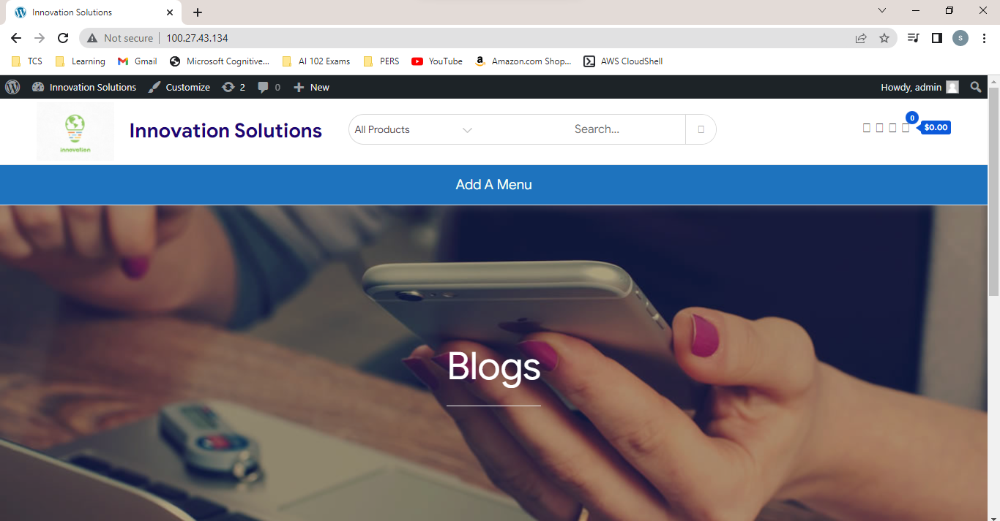 Innovation Solutions
Not secure 100.27.43.134
TCS Learning Gmail Microsoft Cognitive... AI 102 Exams PERS YouTube Amazon.com Shop... AWS CloudShell
S
Innovation Solutions Customize 2 0 New Howdy, admin
innovation
Innovation Solutions All Products Search... 0 $0.00
Add A Menu
Blogs